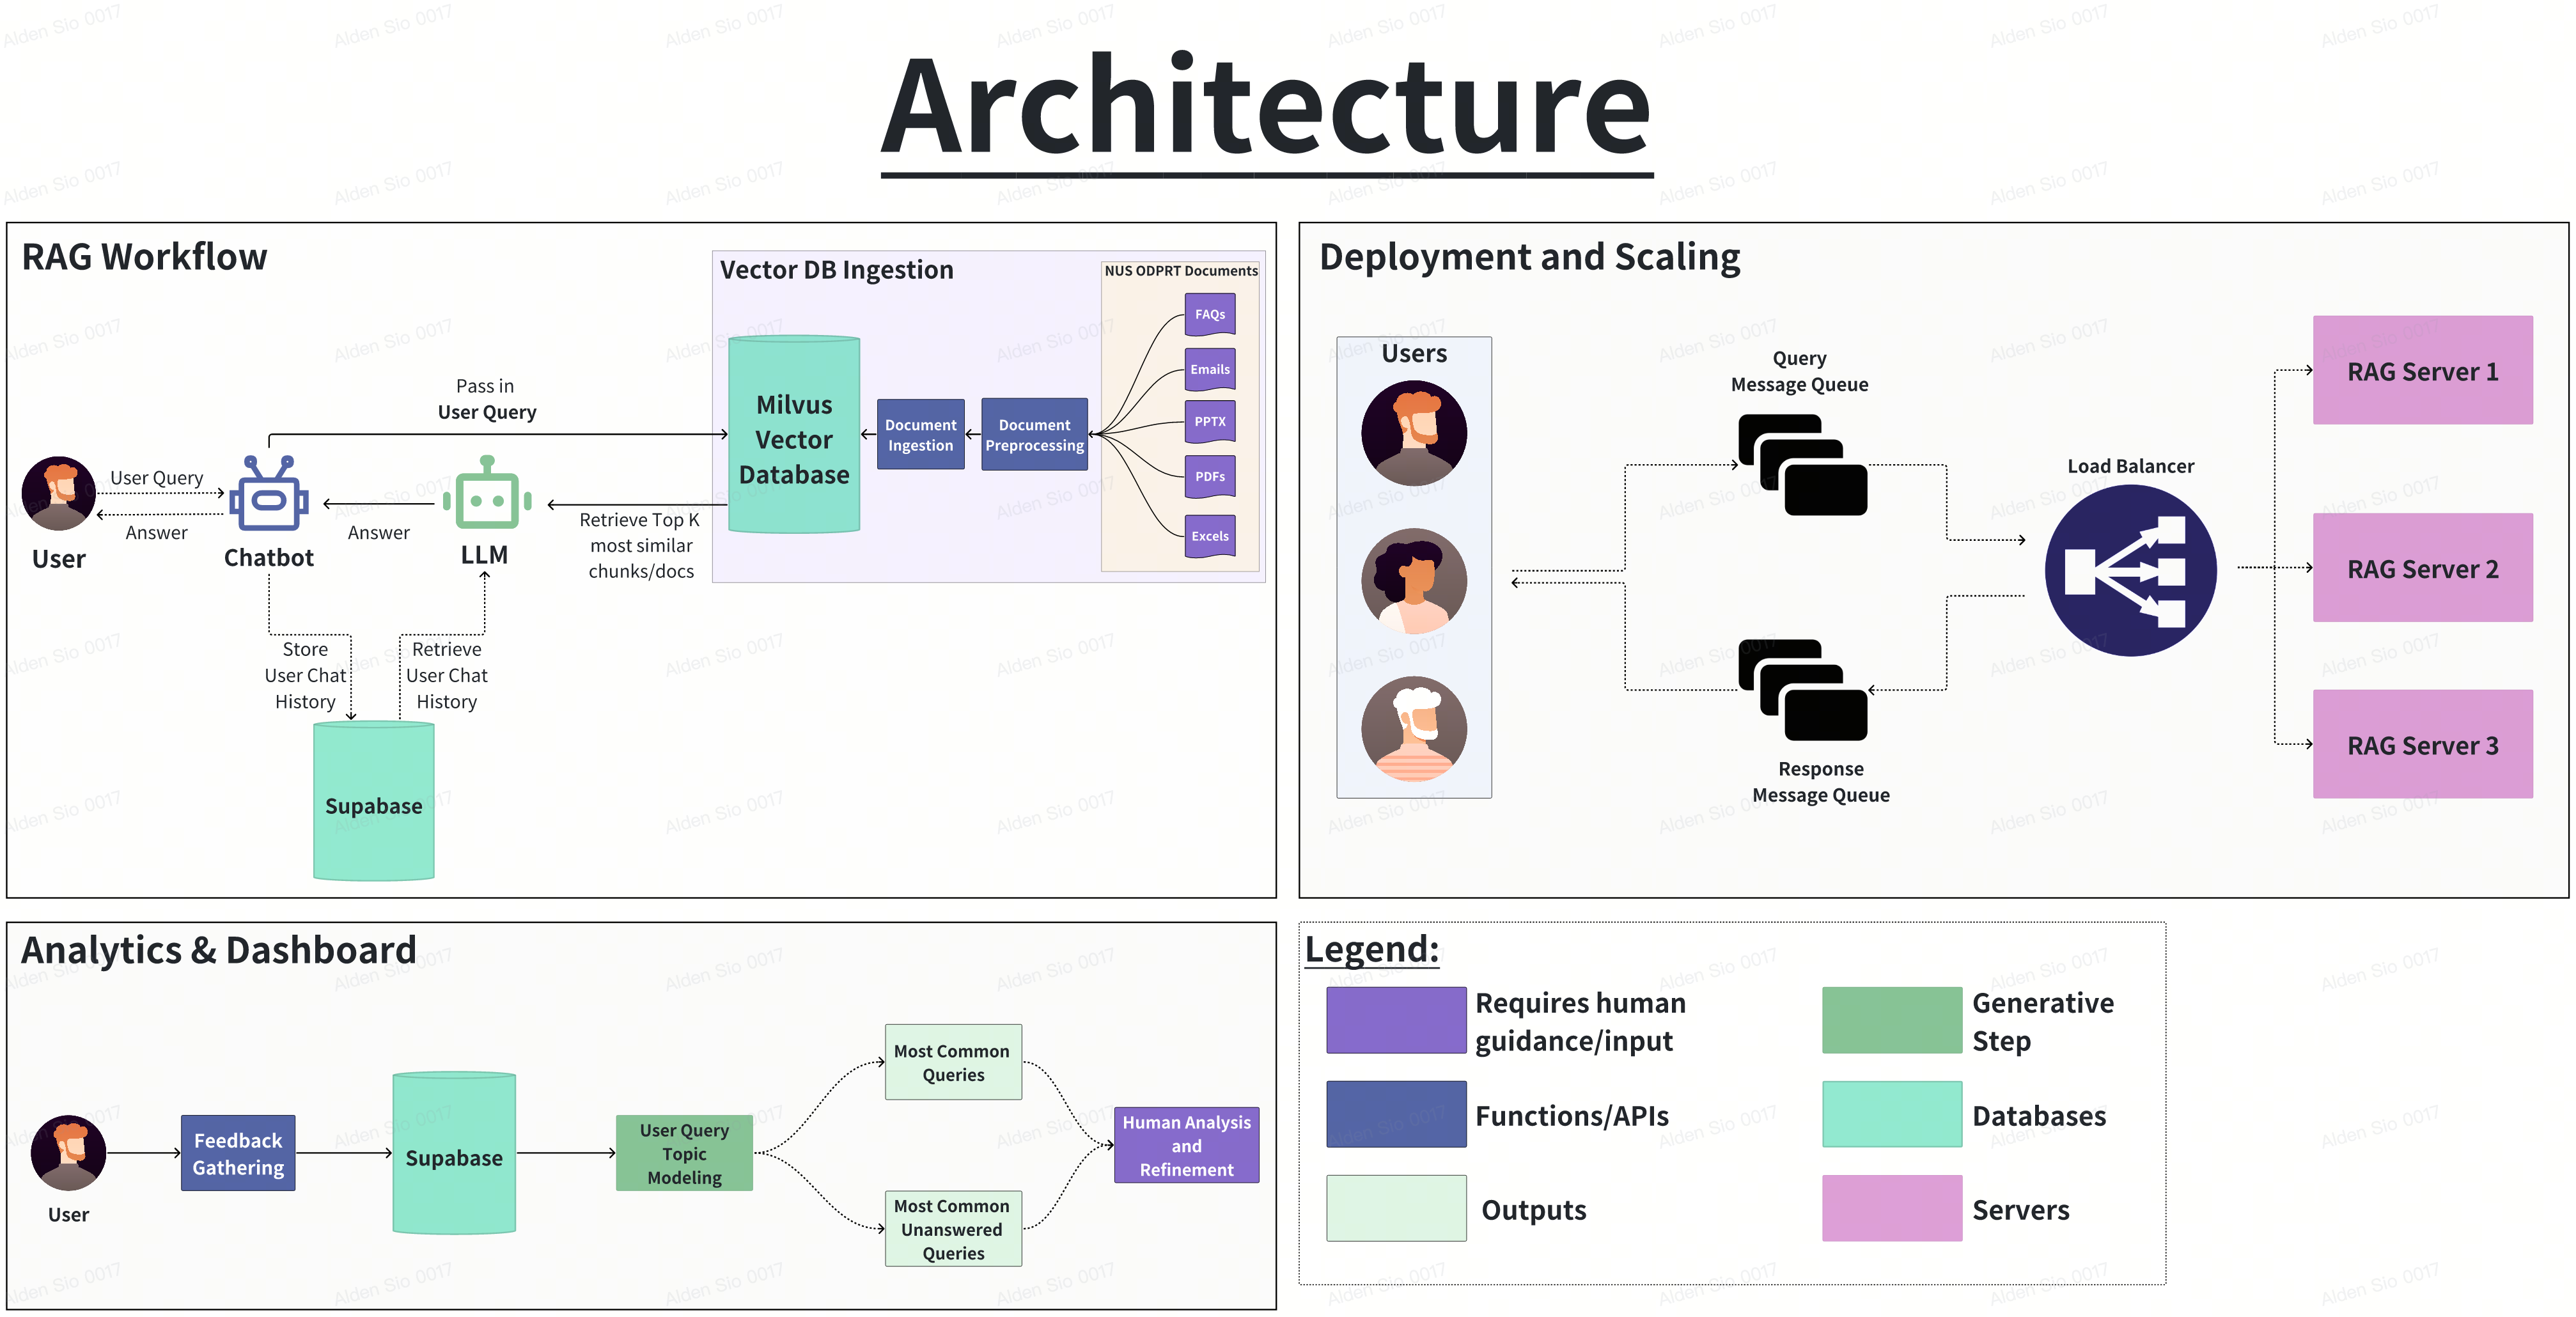 Architecture
RAG Workflow
Vector DB Ingestion
NUS ODPRT Documents
FAQs
Emails
PPTX
PDFs
Excels
Milvus
Vector
Database
Document
Ingestion
Document
Preprocessing
Pass in
User Query
User Query
Answer
User
Chatbot
Answer
LLM
Retrieve Top K
most similar
chunks/docs
Store
User Chat
History
Retrieve
User Chat
History
Supabase
Deployment and Scaling
Users
Query
Message Queue
Load Balancer
Response
Message Queue
RAG Server 1
RAG Server 2
RAG Server 3
Analytics & Dashboard
User
Feedback
Gathering
Supabase
User Query
Topic
Modeling
Most Common
Queries
Most Common
Unanswered
Queries
Human Analysis
and
Refinement
Legend:
Requires human
guidance/input
Generative
Step
Functions/APIs
Databases
Outputs
Servers
Alden Sio 0017